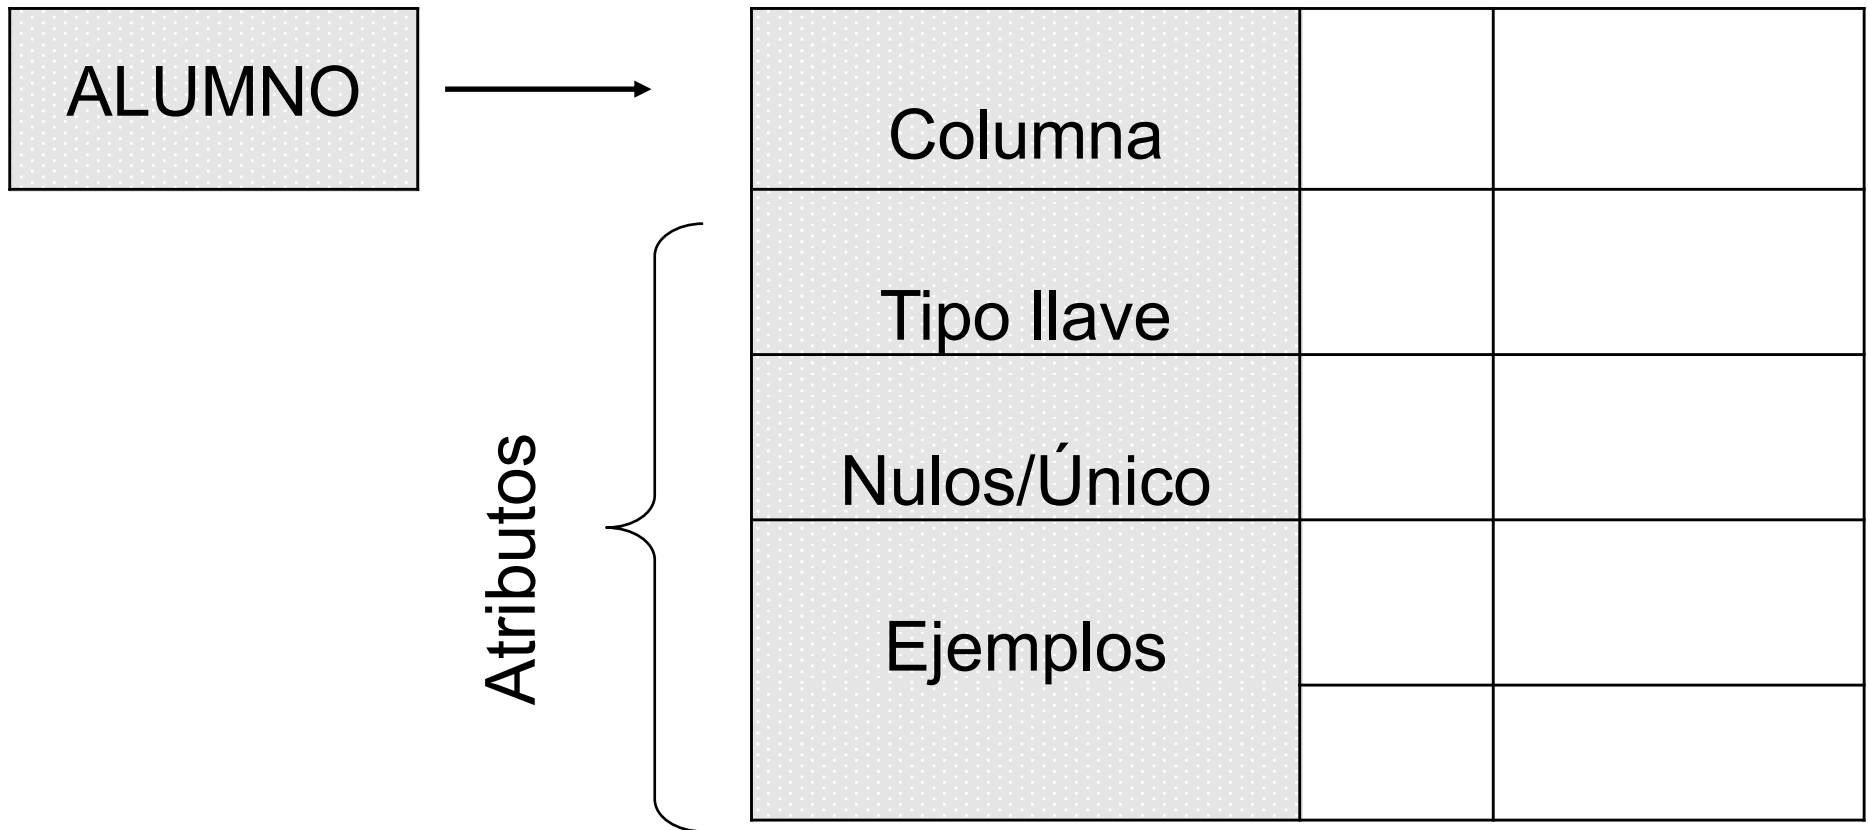 ALUMNO
Columna
Tipo llave
Nulos/Único
Ejemplos
Atributos